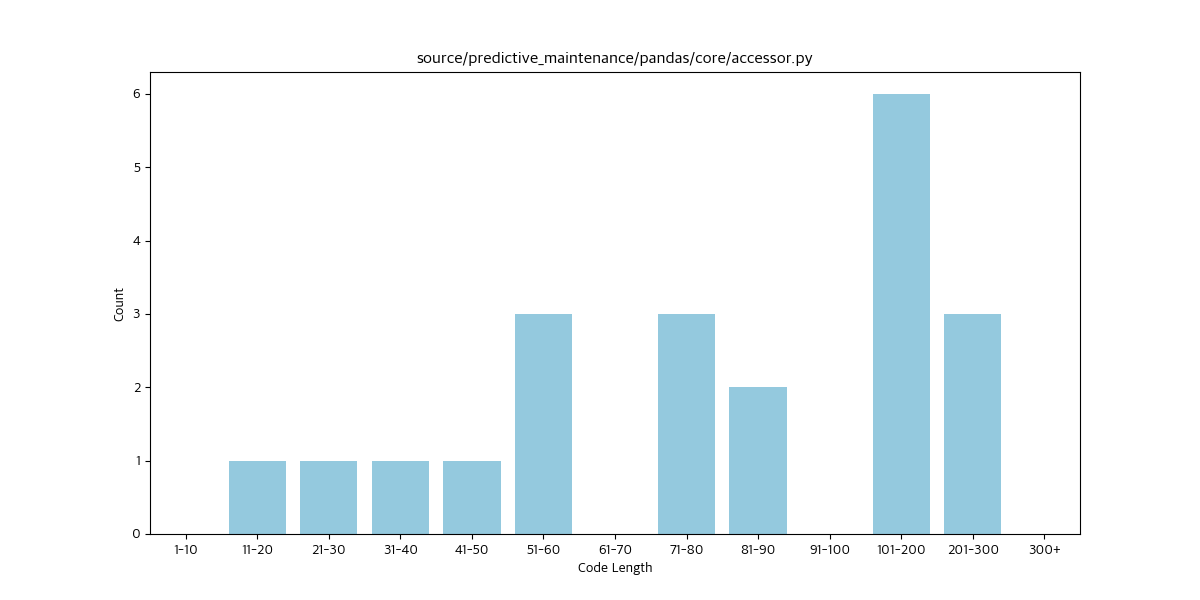 source/predictive_maintenance/pandas/core/accessor.py
6
5
4
3
2
1
0
Count
1-10 11-20 21-30 31-40 41-50 51-60 61-70 71-80 81-90 91-100 101-200 201-300 300+
Code Length